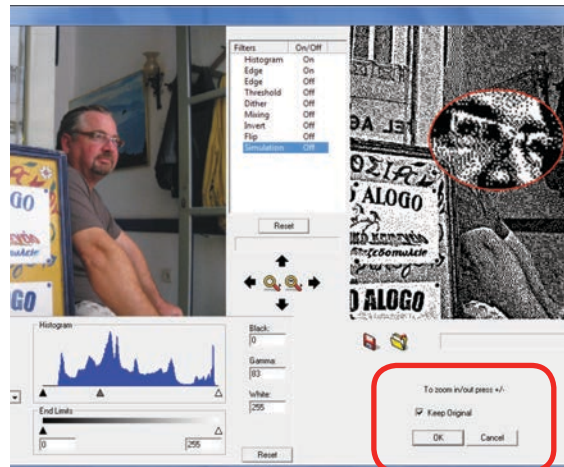 Filters On/Off
Histogram On
Edge On
Edge Off
Threshold Off
Dither Off
Mixing Off
Invert Off
Flip Off
Simulation Off
Reset
GO
GO
ALOGO
ALOGO
Histogram
Black:
0
Gamma:
83
White:
255
End Limits
0
255
Reset
To zoom in/out press +/-
Keep Original
OK Cancel